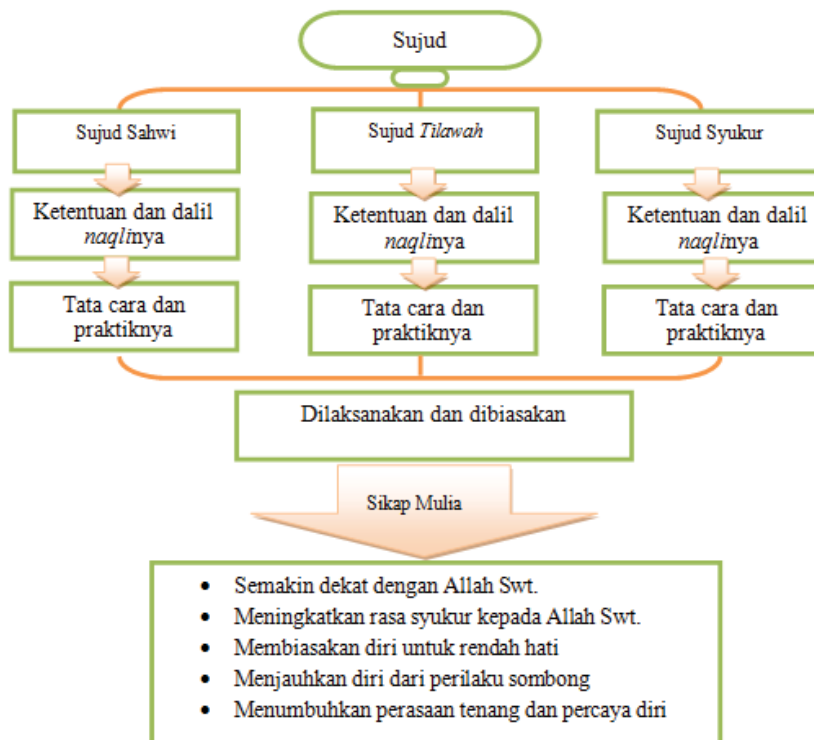 Sujud
Sujud Sahwi
Sujud Tilawah
Sujud Syukur
Ketentuan dan dalil
naqlinya
Ketentuan dan dalil
naqlinya
Ketentuan dan dalil
naqlinya
Tata cara dan
praktiknya
Tata cara dan
praktiknya
Tata cara dan
praktiknya
Dilaksanakan dan dibiasakan
Sikap Mulia
• Semakin dekat dengan Allah Swt.
• Meningkatkan rasa syukur kepada Allah Swt.
• Membiasakan diri untuk rendah hati
• Menjauhkan diri dari perilaku sombong
• Menumbuhkan perasaan tenang dan percaya diri